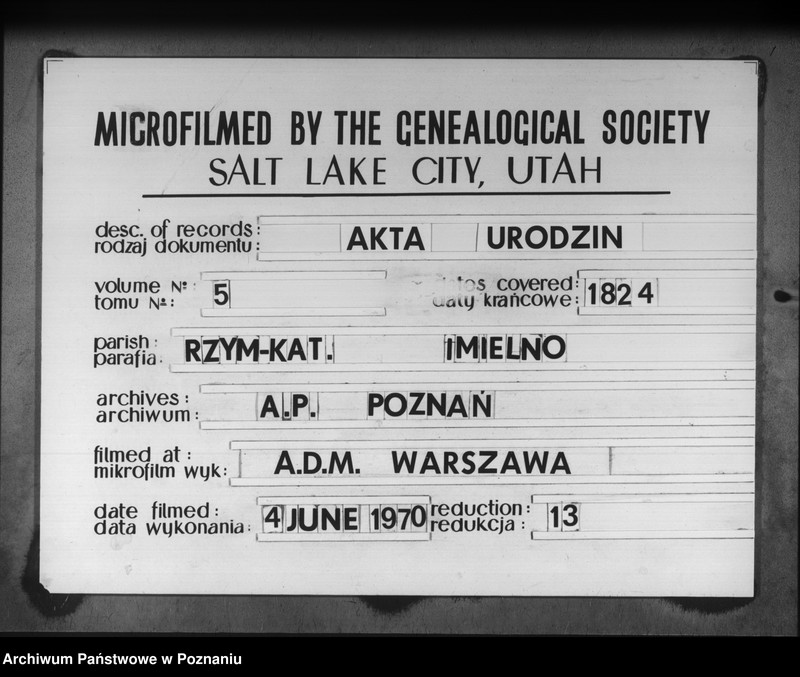 MICROFILMED BY THE GENEALOGICAL SOCIETY
SALT LAKE CITY, UTAH
desc. of records:
rodzaj dokumentu: AKTA URODZIN
volume №:
tomu №: 5
covered:
daty krańcowe: 1824
parish:
parafia. RZYM-KAT. IMIELNO
archives:
archiwum: A.P. POZNAŃ
filmed at:
mikrofilm wyk: A.D.M. WARSZAWA
date filmed:
data wykonania: 4 JUNE 1970
reduction:
redukcja: 13
Archiwum Państwowe w Poznaniu